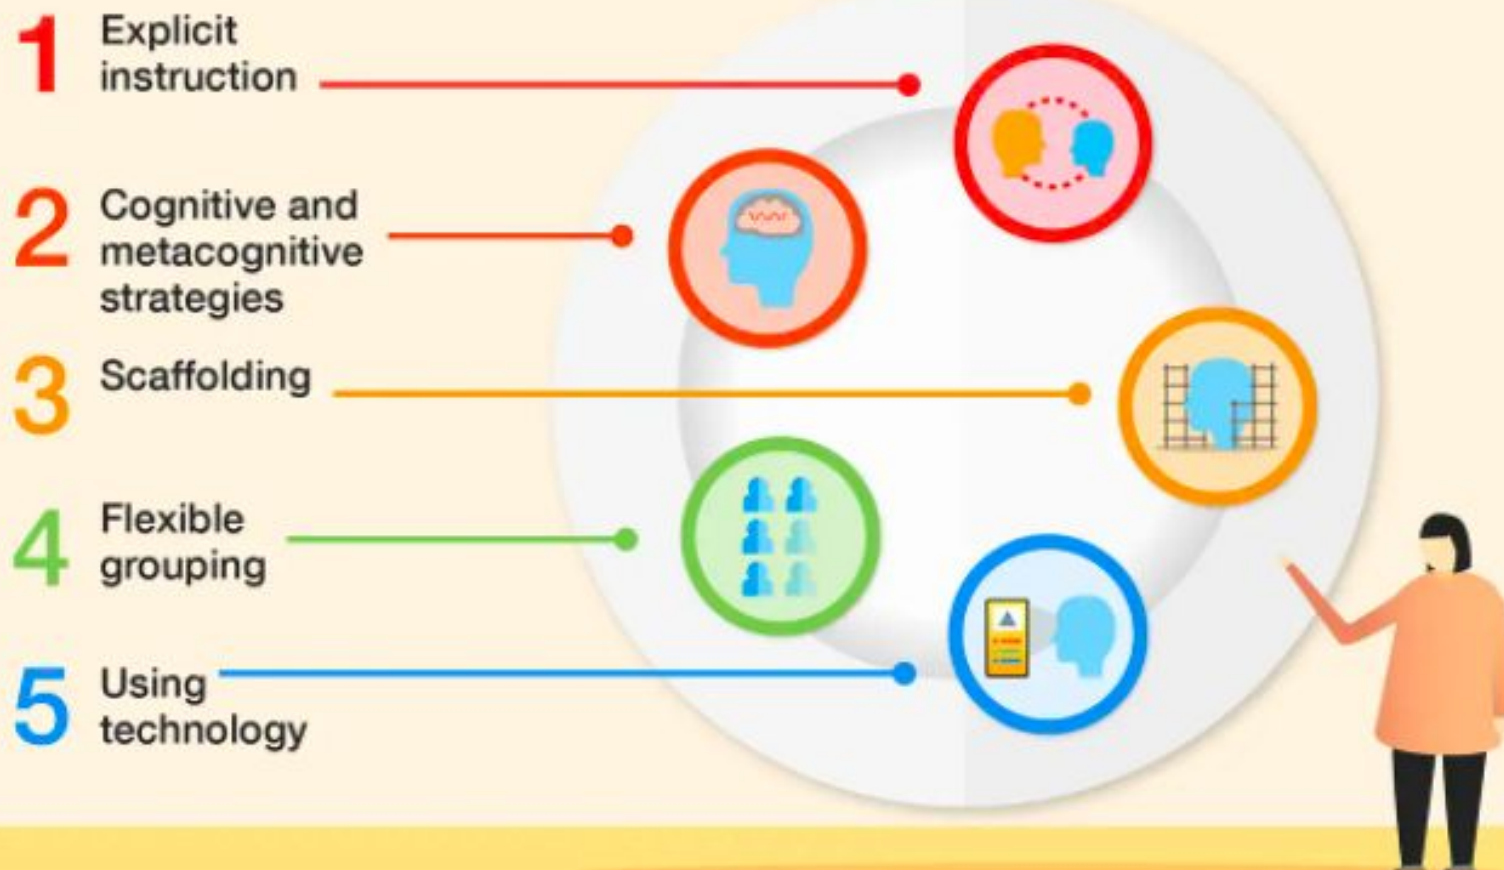 1 Explicit
instruction
2 Cognitive and
metacognitive
strategies
3 Scaffolding
4 Flexible
grouping
5 Using
technology